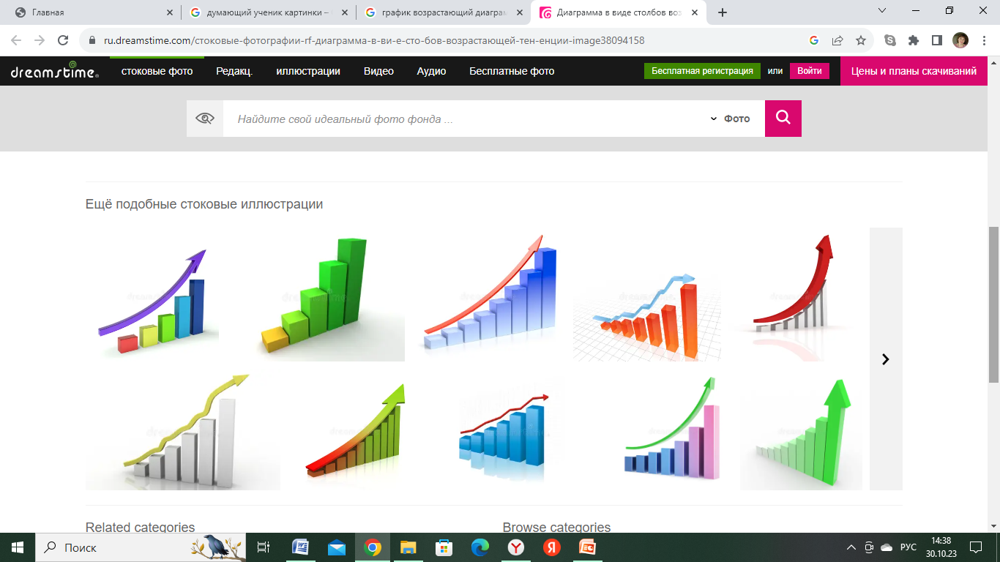 Главная
думающий ученик картинки –
график возрастающий диаграм
Диаграмма в виде столбов воз
ru.dreamstime.com/стоковые-фотографии-rf-диаграмма-в-ви-е-сто-бов-возрастающей-тен-енции-image38094158
dreamstime
стоковые фото Редакц. иллюстрации Видео Аудио Бесплатные фото Бесплатная регистрация или Войти Цены и планы скачиваний
Найдите свой идеальный фото фонда ... Фото
Ещё подобные стоковые иллюстрации
Related categories Browse categories
Поиск
РУС
14:38
30.10.23